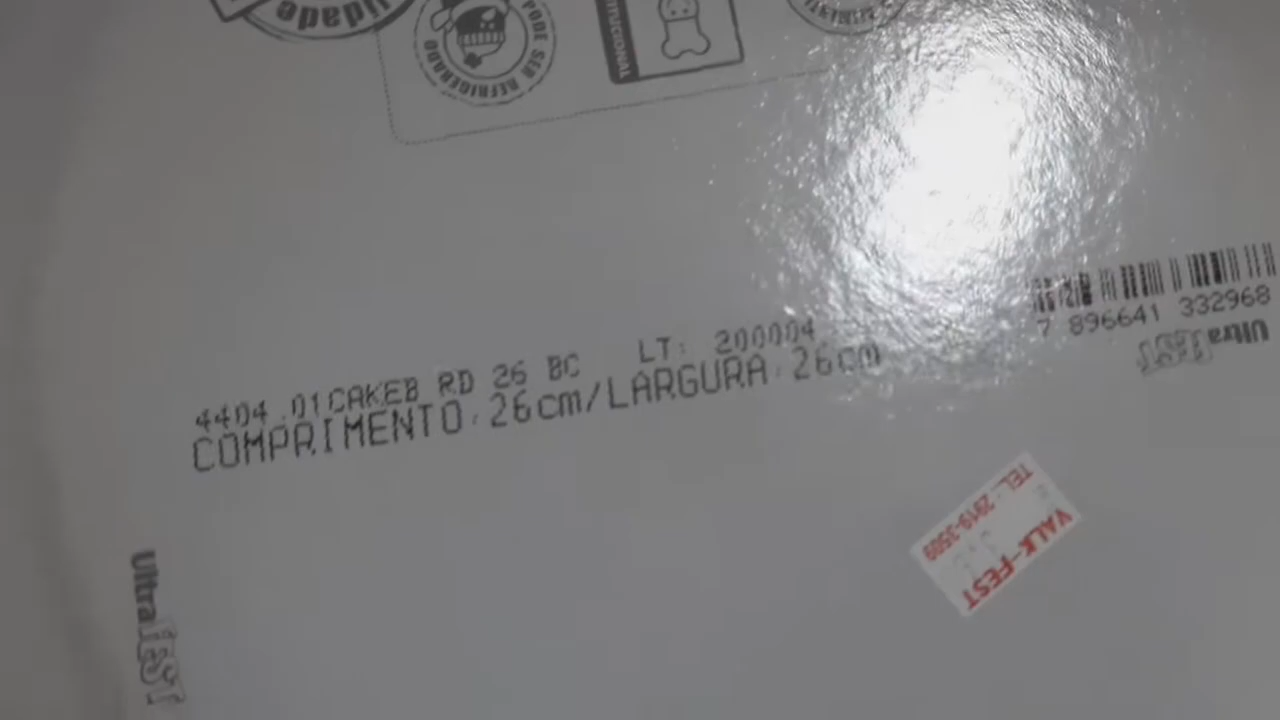 idade
PODE SER REFRIGERADO
4404.01CAKEB RD 26 BC LT: 200004
COMPRIMENTO:26cm/LARGURA:26cm
7 896641 332968
UltraFEST
VALK-FEST
TEL.: 2919-3509
UltraFEST